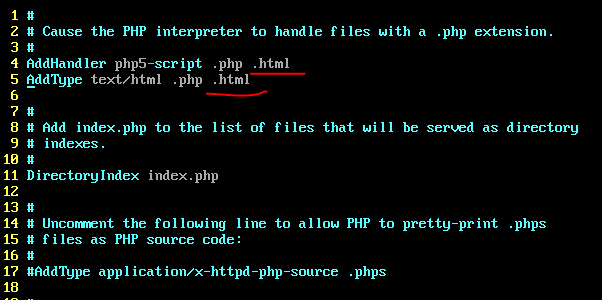 1 #
2 # Cause the PHP interpreter to handle files with a .php extension.
3 #
4 AddHandler php5-script .php .html
5 AddType text/html .php .html
6
7 #
8 # Add index.php to the list of files that will be served as directory
9 # indexes.
10 #
11 DirectoryIndex index.php
12
13 #
14 # Uncomment the following line to allow PHP to pretty-print .phps
15 # files as PHP source code:
16 #
17 #AddType application/x-httpd-php-source .phps
18